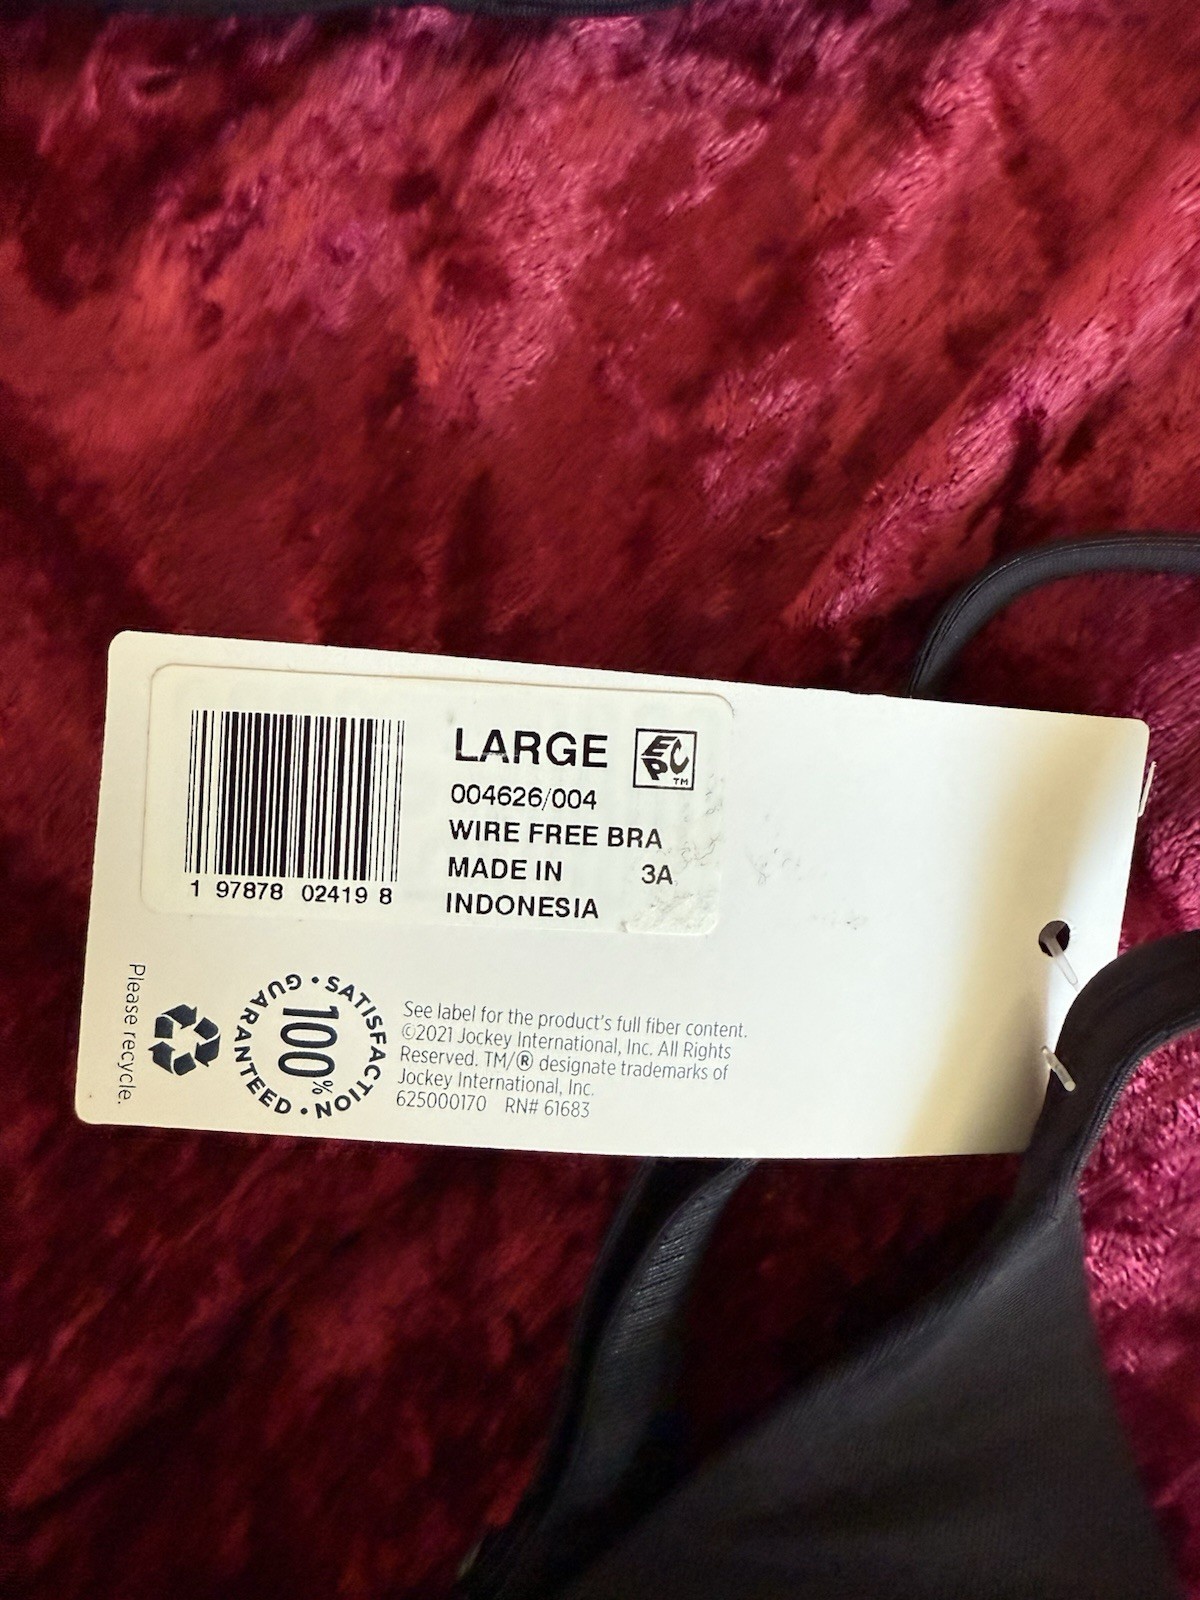 LARGE
EPC™
004626/004
WIRE FREE BRA
MADE IN 3A
INDONESIA
1 97878 02419 8
Please recycle.
100%
SATISFACTION • GUARANTEED •
See label for the product's full fiber content.
©2021 Jockey International, Inc. All Rights
Reserved. TM/® designate trademarks of
Jockey International, Inc.
625000170 RN# 61683